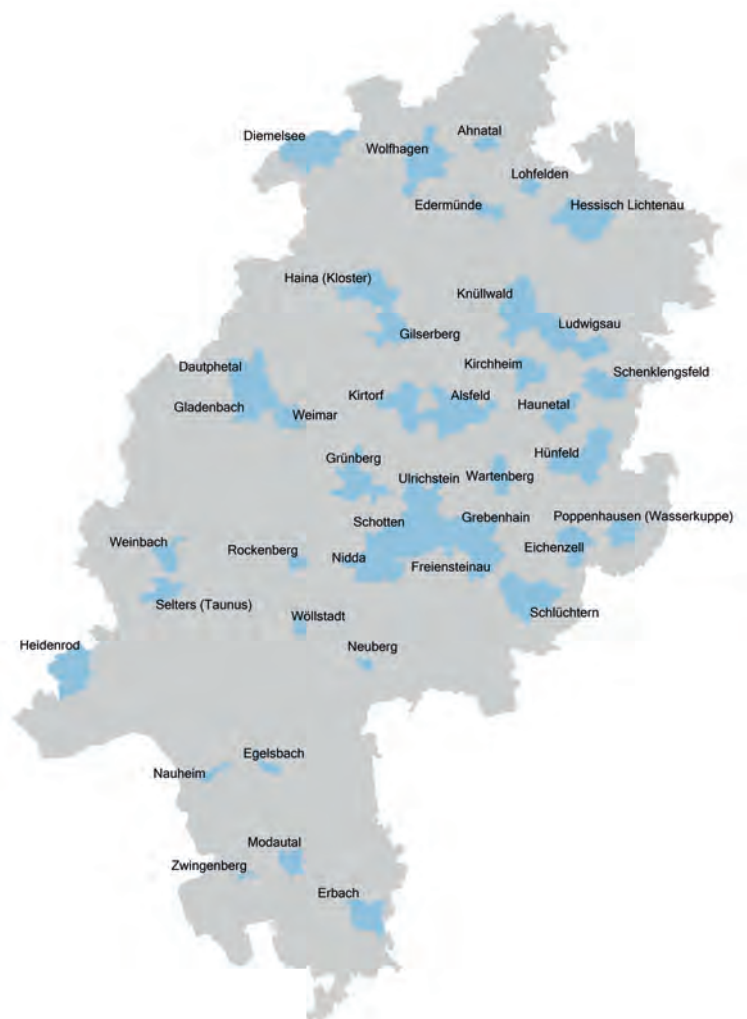 Diemelsee
Ahnatal
Wolfhagen
Lohfelden
Edermünde
Hessisch Lichtenau
Haina (Kloster)
Knüllwald
Gilserberg
Ludwigsau
Dautphetal
Kirchheim
Schenklengsfeld
Kirtorf
Alsfeld
Haunetal
Gladenbach
Weimar
Grünberg
Hünfeld
Ulrichstein
Wartenberg
Schotten
Grebenhain
Poppenhausen (Wasserkuppe)
Weinbach
Rockenberg
Nidda
Eichenzell
Freiensteinau
Selters (Taunus)
Wöllstadt
Schlüchtern
Heidenrod
Neuberg
Egelsbach
Nauheim
Modautal
Zwingenberg
Erbach